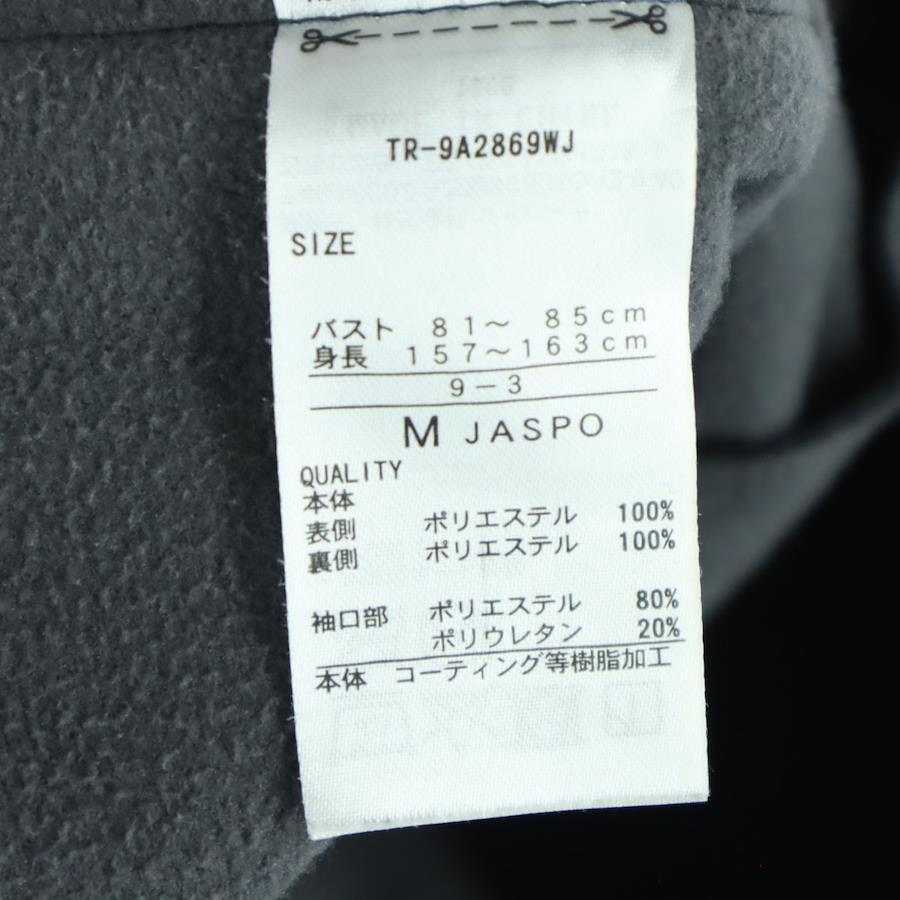 TR-9A2869WJ
SIZE
バスト 81～ 85cm
身長 157～163cm
9－3
M JASPO
QUALITY
本体
表側 ポリエステル 100%
裏側 ポリエステル 100%
袖口部 ポリエステル 80%
ポリウレタン 20%
本体 コーティング等樹脂加工